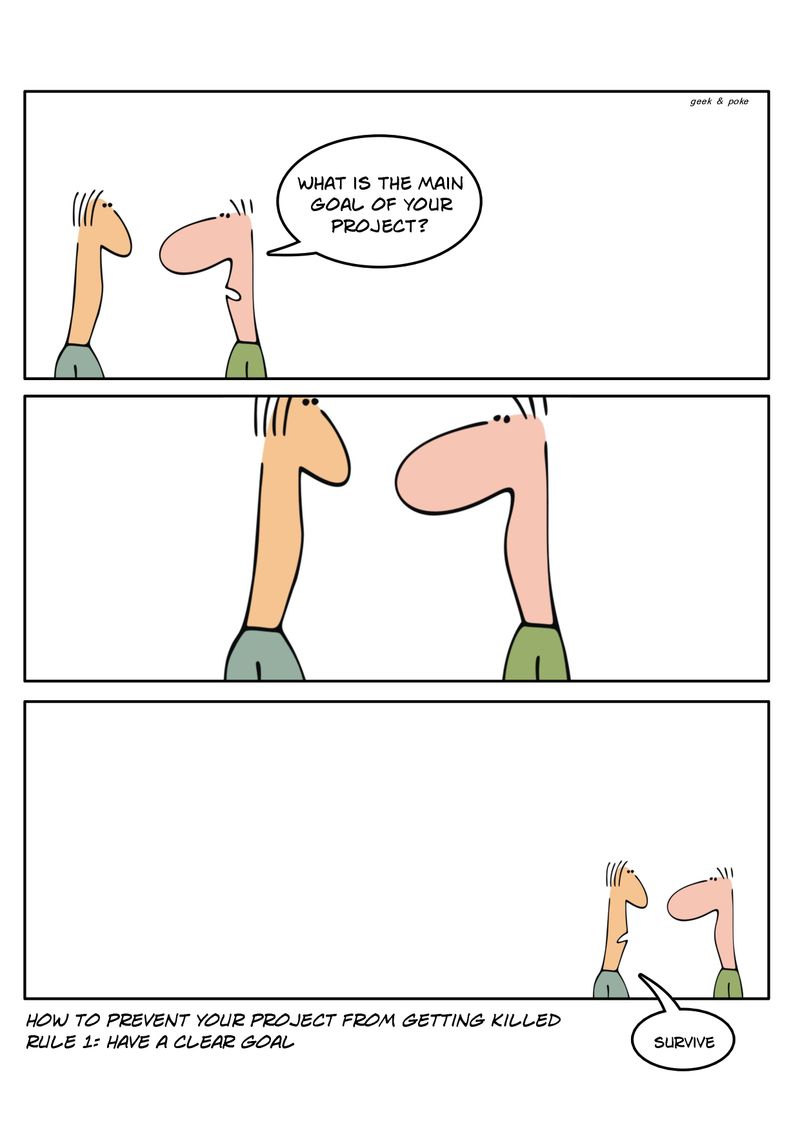 geek & poke
WHAT IS THE MAIN
GOAL OF YOUR
PROJECT?
HOW TO PREVENT YOUR PROJECT FROM GETTING KILLED
RULE 1: HAVE A CLEAR GOAL
SURVIVE